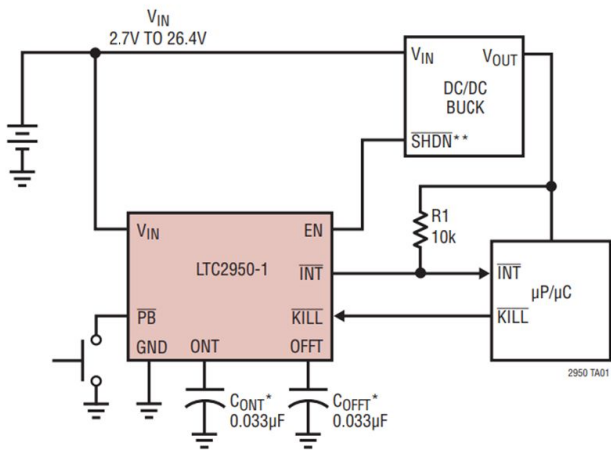 VIN
2.7V TO 26.4V
VIN
VOUT
DC/DC
BUCK
SHDN**
R1
10k
VIN
EN
LTC2950-1
INT
INT
µP/µC
PB
KILL
KILL
GND
ONT
OFFT
CONT*
0.033µF
COFFT*
0.033µF
2950 TA01